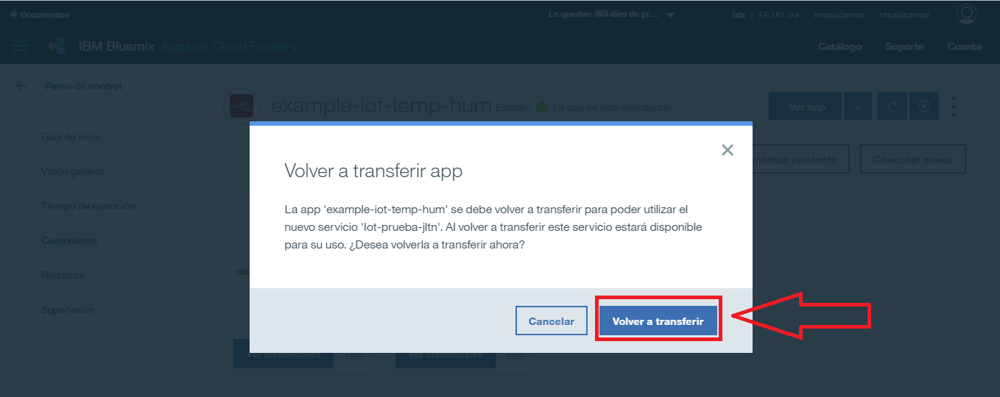 Documentos
Le quedan 153 días de pr...
ids | EE.UU. sur : breastcancer : breastcancer
IBM Bluemix Apps de Cloud Foundry
Catálogo Soporte Cuenta
Panel de control
example-iot-temp-hum Estado: La app se está ejecutando
Ver app
Guía de inicio
Visión general
Tiempo de ejecución
Conexiones
Registros
Supervisión
onectar existente
Conectar nuevo
Volver a transferir app
La app 'example-iot-temp-hum' se debe volver a transferir para poder utilizar el
nuevo servicio 'Iot-prueba-jltn'. Al volver a transferir este servicio estará disponible
para su uso. ¿Desea volverla a transferir ahora?
ex
Cancelar
Volver a transferir
Ver credenciales Doc...
Ver credenciales Doc...